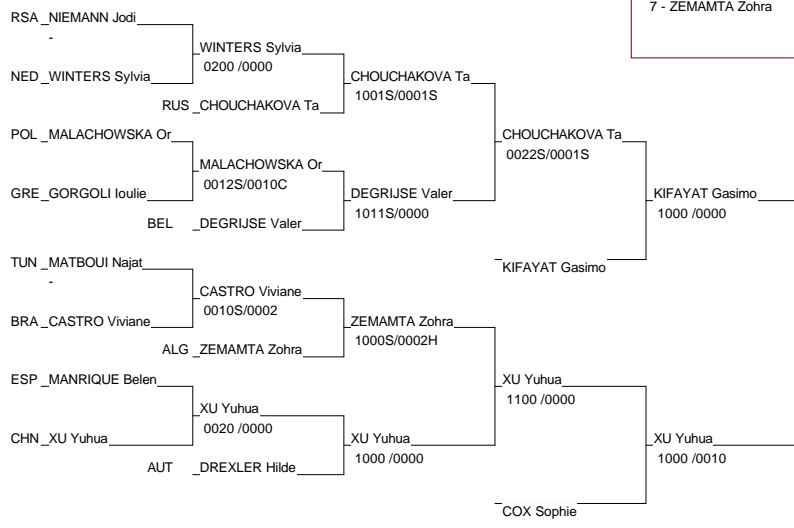 7 - ZEMAMTA Zohra
RSA _NIEMANN Jodi
-
WINTERS Sylvia
0200 /0000
NED _WINTERS Sylvia
CHOUCHAKOVA Ta
1001S/0001S
RUS _CHOUCHAKOVA Ta
POL _MALACHOWSKA Or
CHOUCHAKOVA Ta
0022S/0001S
MALACHOWSKA Or
0012S/0010C
GRE _GORGOLI Ioulie
DEGRIJSE Valer
1011S/0000
KIFAYAT Gasimo
1000 /0000
BEL _DEGRIJSE Valer
TUN _MATBOUI Najat
-
KIFAYAT Gasimo
CASTRO Viviane
0010S/0002
BRA _CASTRO Viviane
ZEMAMTA Zohra
1000S/0002H
ALG _ZEMAMTA Zohra
ESP _MANRIQUE Belen
XU Yuhua
1100 /0000
XU Yuhua
0020 /0000
CHN _XU Yuhua
XU Yuhua
1000 /0000
XU Yuhua
1000 /0010
AUT _DREXLER Hilde
COX Sophie